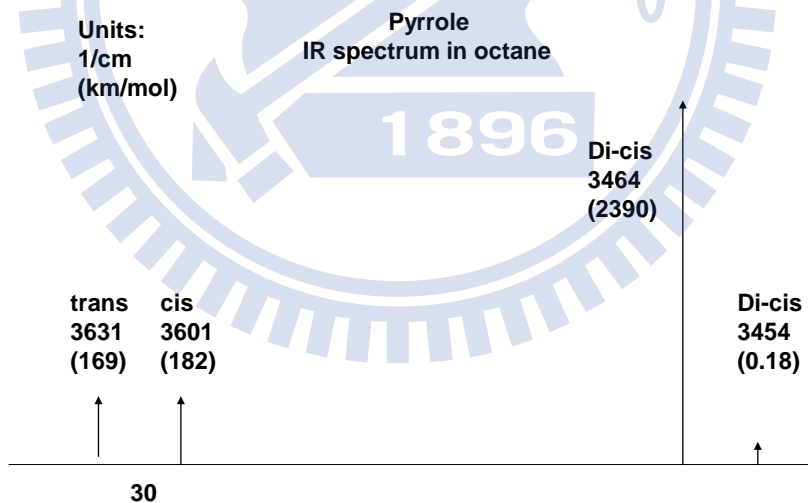 Units:
1/cm
(km/mol)
Pyrrole
IR spectrum in octane
1896
Di-cis
3464
(2390)
trans
3631
(169)
cis
3601
(182)
Di-cis
3454
(0.18)
30